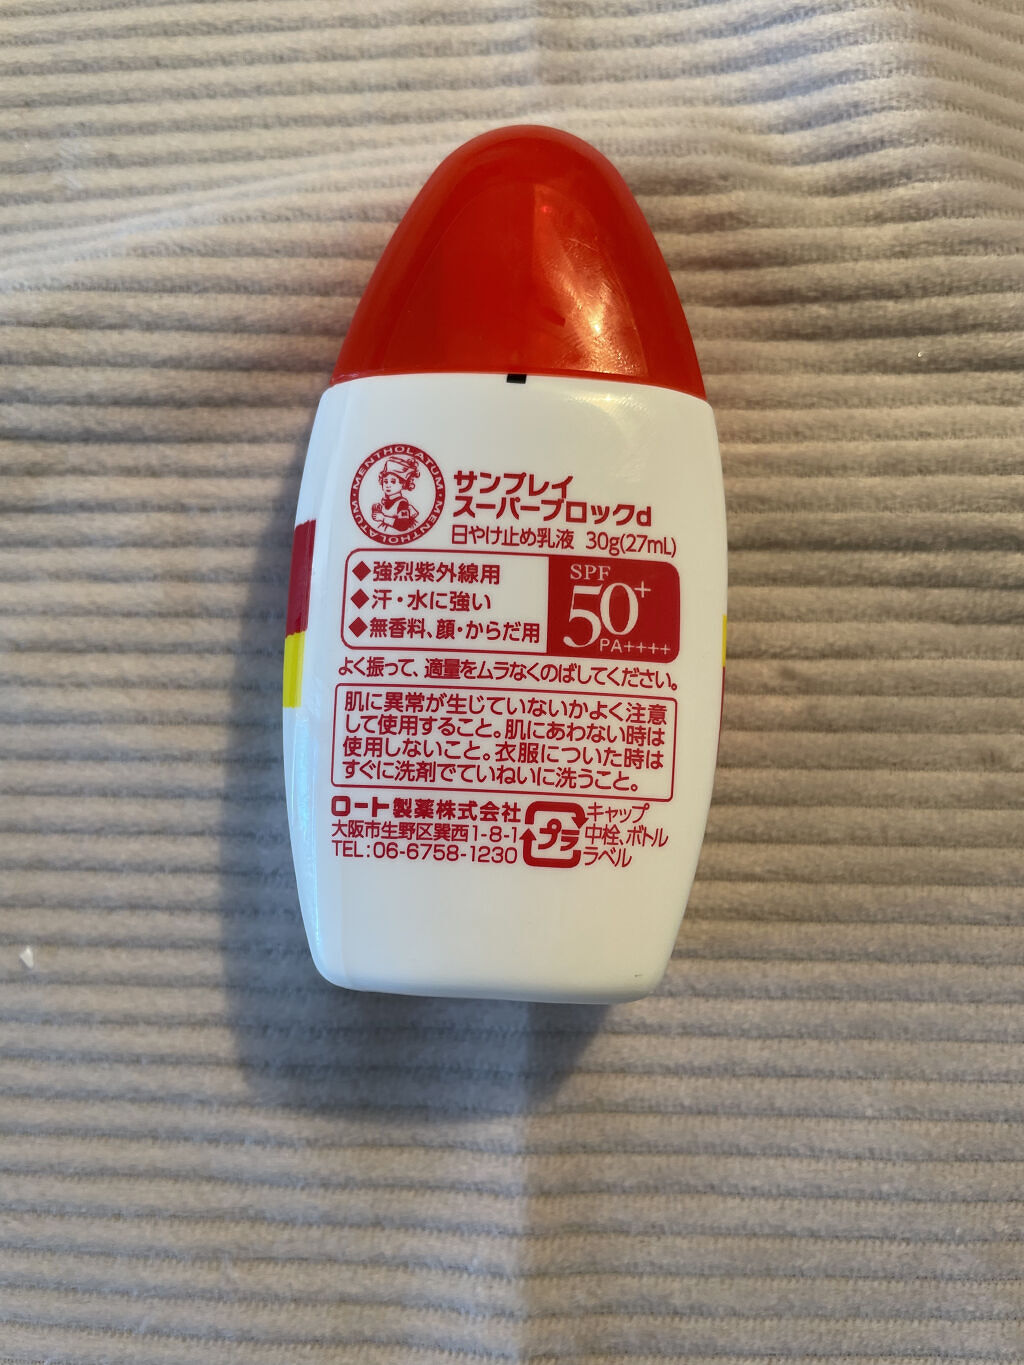 MENTHOLATUM・MENTHOLATUM・
サンプレイ
スーパーブロックd
日やけ止め乳液 30g(27mL)
◆強烈紫外線用
◆汗・水に強い
◆無香料、顔・からだ用
SPF
50+
PA++++
よく振って、適量をムラなくのばしてください。
肌に異常が生じていないかよく注意
して使用すること。肌にあわない時は
使用しないこと。衣服についた時は
すぐに洗剤でていねいに洗うこと。
ロート製薬株式会社
大阪市生野区巽西1-8-1
TEL:06-6758-1230
プラ
キャップ
中栓、ボトル
ラベル